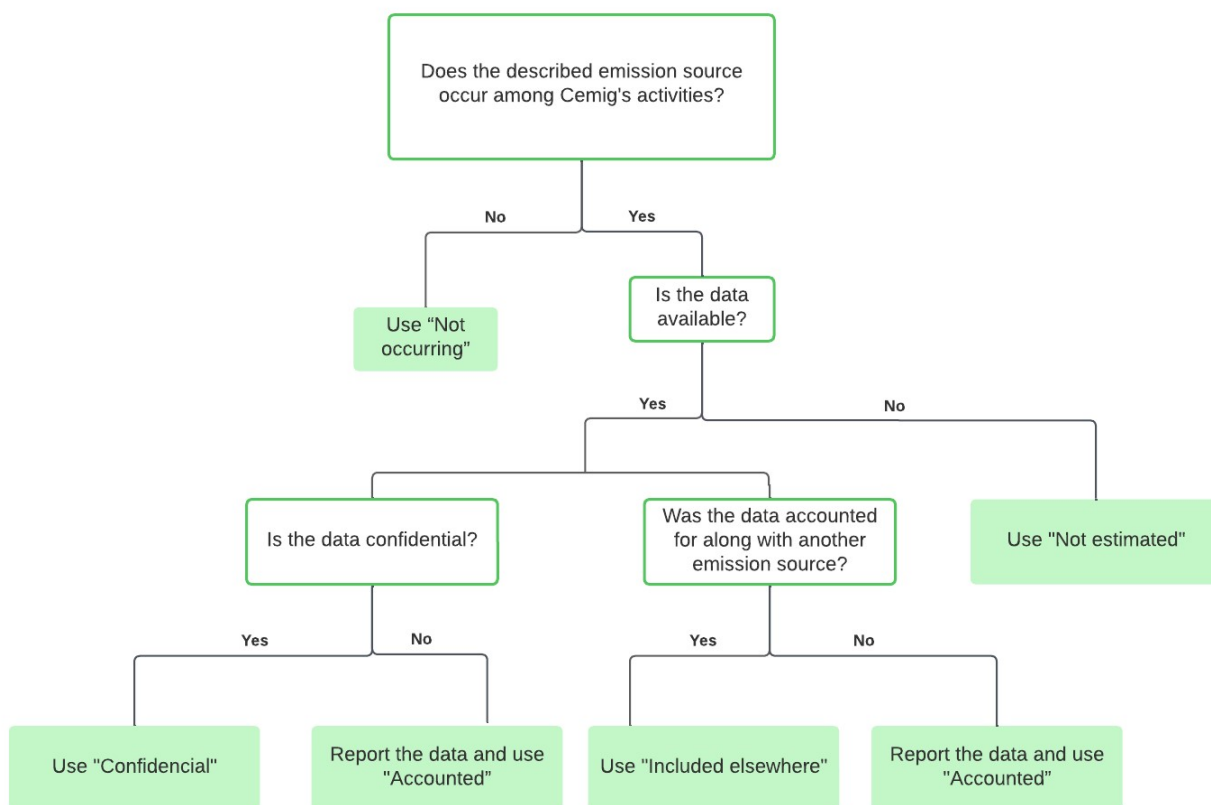 Does the described emission source
occur among Cemig's activities?
No
Yes
Is the data
available?
Use “Not
occurring”
Yes
No
Is the data confidential?
Was the data accounted
for along with another
emission source?
Use "Not estimated"
Yes
No
Yes
No
Use "Confidencial"
Report the data and use
"Accounted”
Use "Included elsewhere"
Report the data and use
"Accounted”